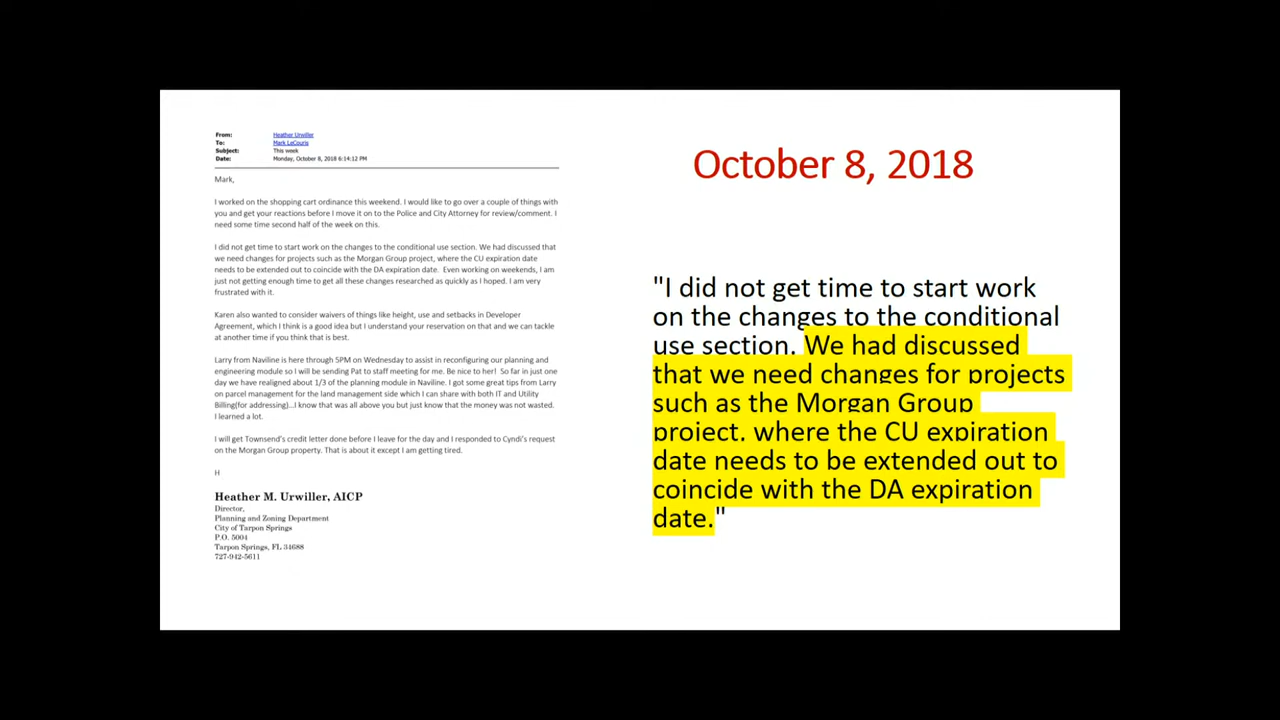 From: Heather Urwiller
To: Mark LeCouris
Subject: This week
Date: Monday, October 8, 2018 6:14:12 PM
Mark,
I worked on the shopping cart ordinance this weekend. I would like to go over a couple of things with
you and get your reactions before I move it on to the Police and City Attorney for review/comment. I
need some time second half of the week on this.
I did not get time to start work on the changes to the conditional use section. We had discussed that
we need changes for projects such as the Morgan Group project, where the CU expiration date
needs to be extended out to coincide with the DA expiration date. Even working on weekends, I am
just not getting enough time to get all these changes researched as quickly as I hoped. I am very
frustrated with it.
Karen also wanted to consider waivers of things like height, use and setbacks in Developer
Agreement, which I think is a good idea but I understand your reservation on that and we can tackle
at another time if you think that is best.
Larry from Naviline is here through 5PM on Wednesday to assist in reconfiguring our planning and
engineering module so I will be sending Pat to staff meeting for me. Be nice to her! So far in just one
day we have realigned about 1/3 of the planning module in Naviline. I got some great tips from Larry
on parcel management for the land management side which I can share with both IT and Utility
Billing(for addressing)...I know that was all above you but just know that the money was not wasted.
I learned a lot.
I will get Townsend's credit letter done before I leave for the day and I responded to Cyndi's request
on the Morgan Group property. That is about it except I am getting tired.
H
Heather M. Urwiller, AICP
Director,
Planning and Zoning Department
City of Tarpon Springs
P.O. 5004
Tarpon Springs, FL 34688
727-942-5611
October 8, 2018
"I did not get time to start work
on the changes to the conditional
use section. We had discussed
that we need changes for projects
such as the Morgan Group
project, where the CU expiration
date needs to be extended out to
coincide with the DA expiration
date."